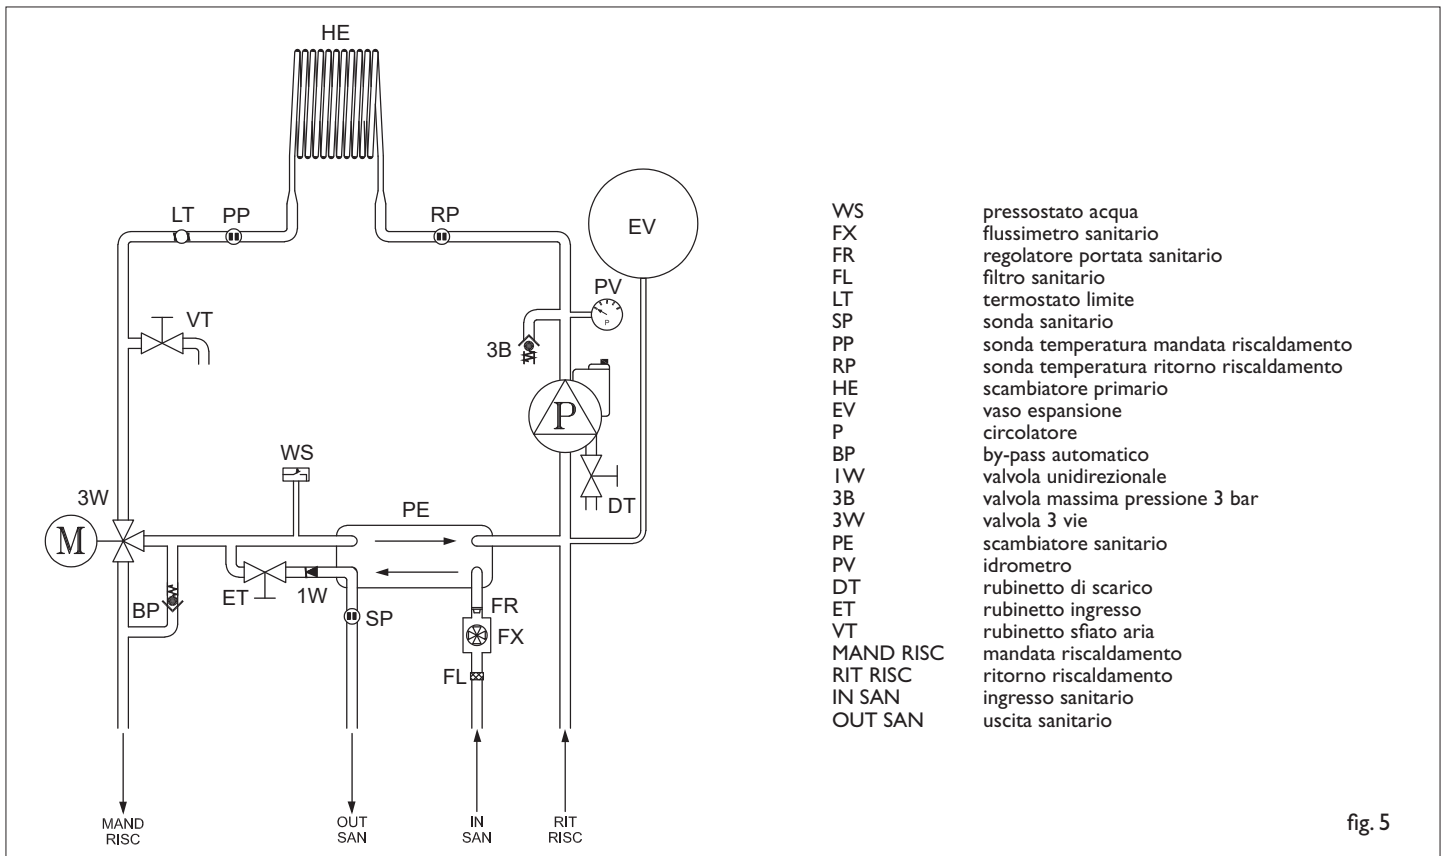 HE
LT
PP
RP
EV
PV
P
VT
3B
P
WS
DT
3W
PE
M
ET
1W
BP
SP
FR
FX
FL
MAND
RISC
OUT
SAN
IN
SAN
RIT
RISC
WS pressostato acqua
FX flussimetro sanitario
FR regolatore portata sanitario
FL filtro sanitario
LT termostato limite
SP sonda sanitario
PP sonda temperatura mandata riscaldamento
RP sonda temperatura ritorno riscaldamento
HE scambiatore primario
EV vaso espansione
P circolatore
BP by-pass automatico
1W valvola unidirezionale
3B valvola massima pressione 3 bar
3W valvola 3 vie
PE scambiatore sanitario
PV idrometro
DT rubinetto di scarico
ET rubinetto ingresso
VT rubinetto sfiato aria
MAND RISC mandata riscaldamento
RIT RISC ritorno riscaldamento
IN SAN ingresso sanitario
OUT SAN uscita sanitario
fig. 5